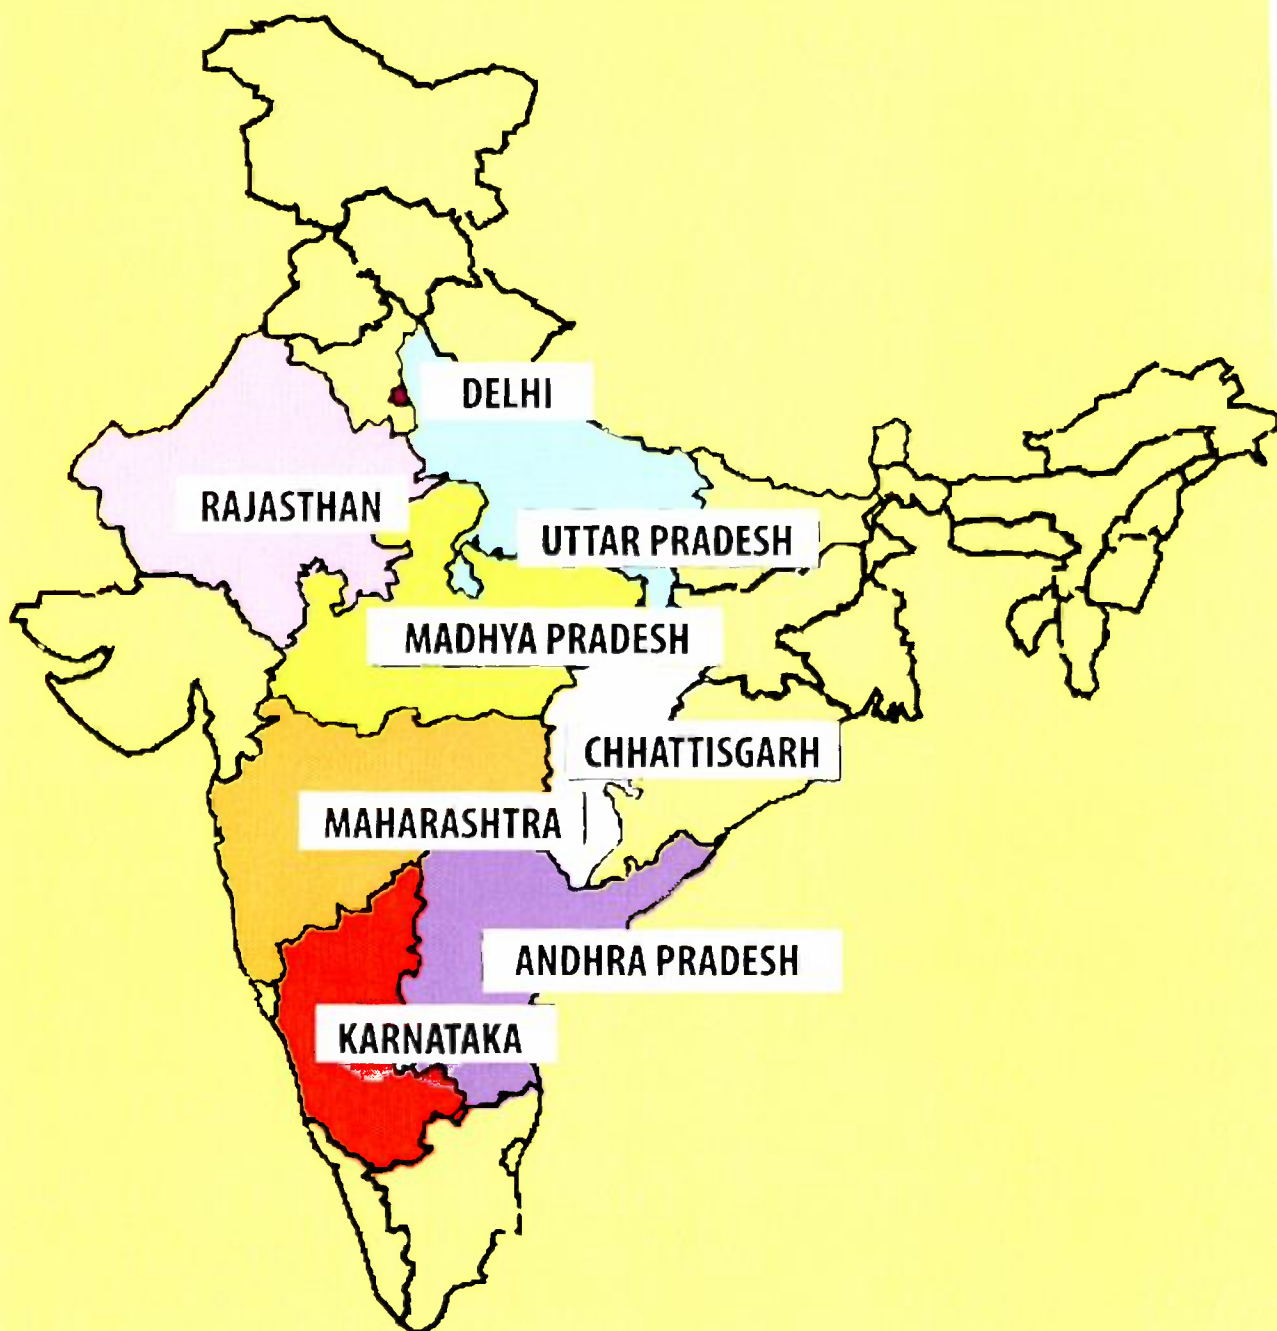 DELHI
RAJASTHAN
UTTAR PRADESH
MADHYA PRADESH
CHHATTISGARH
MAHARASHTRA
ANDHRA PRADESH
KARNATAKA